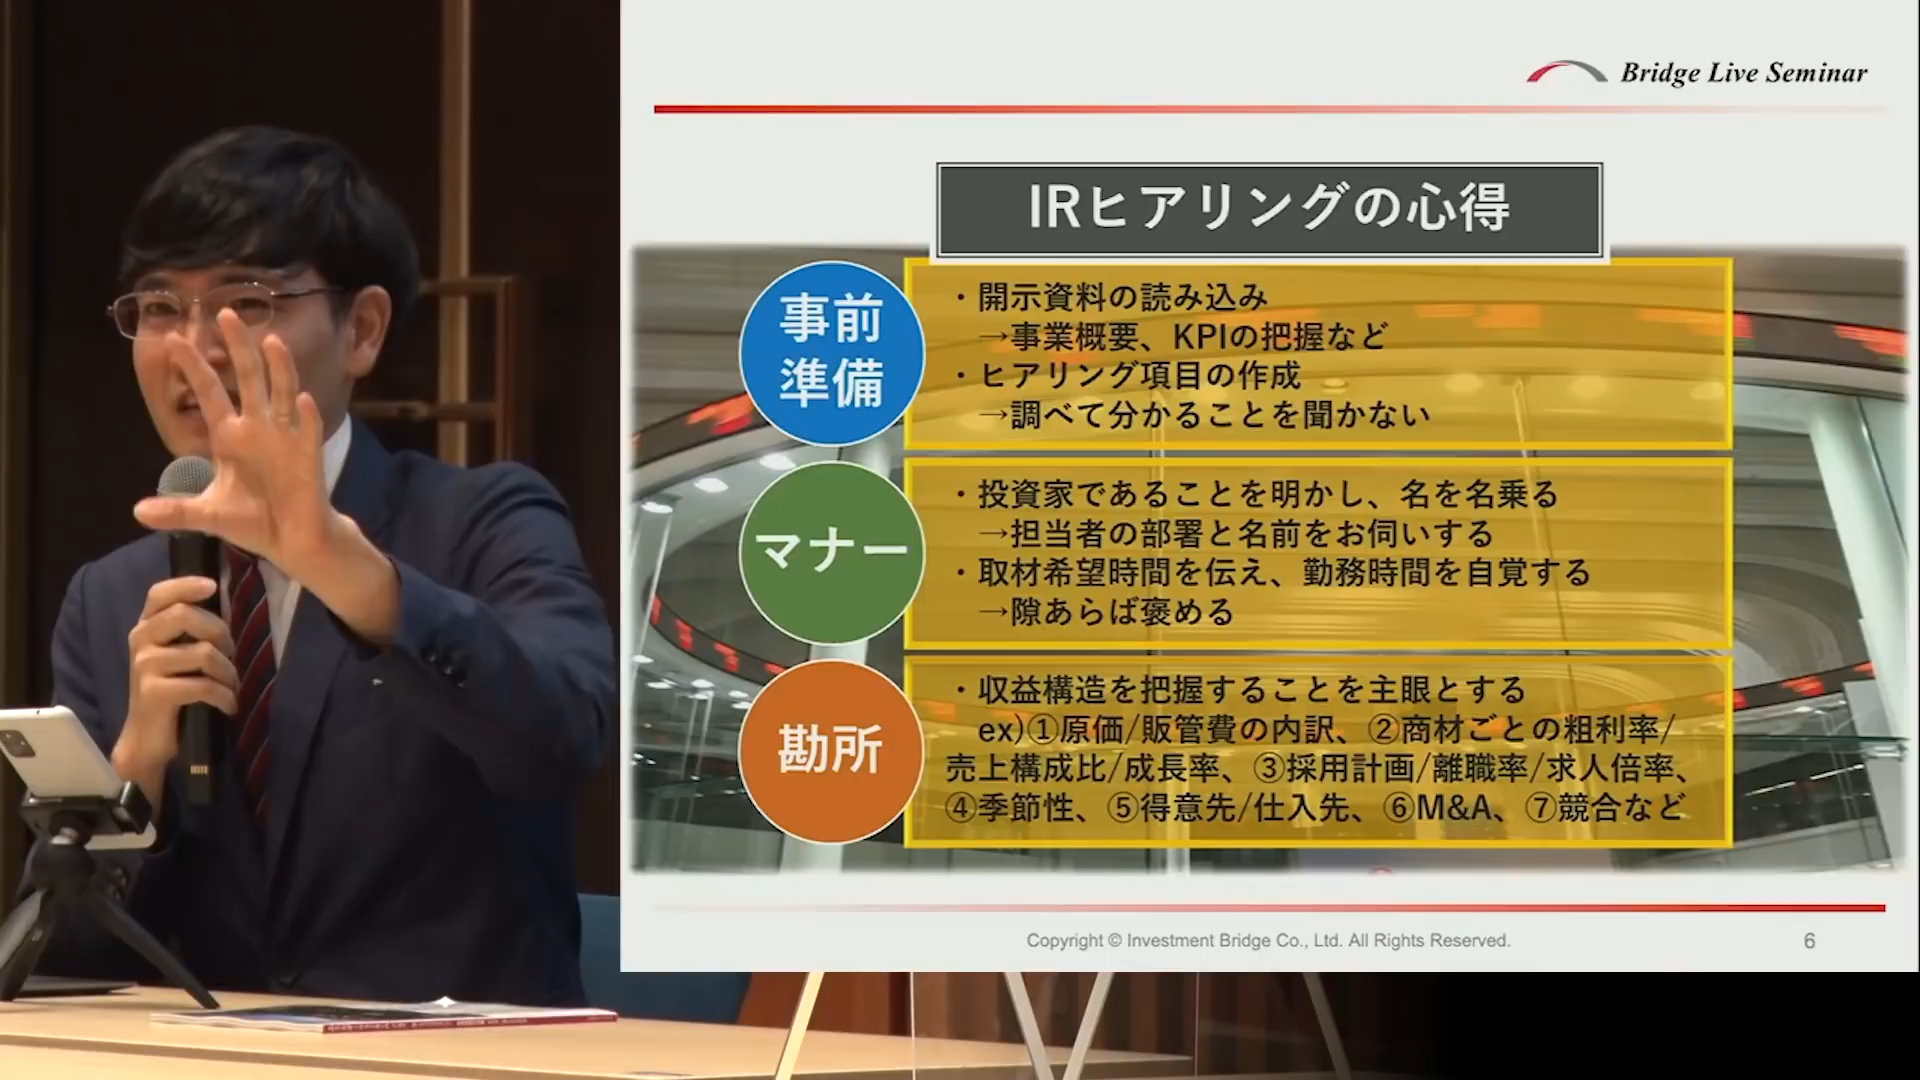 Bridge Live Seminar
IRヒアリングの心得
事前
準備
・開示資料の読み込み
→事業概要、KPIの把握など
・ヒアリング項目の作成
→調べて分かることを聞かない
マナー
・投資家であることを明かし、名を名乗る
→担当者の部署と名前をお伺いする
・取材希望時間を伝え、勤務時間を自覚する
→隙あらば褒める
勘所
・収益構造を把握することを主眼とする
ex)①原価/販管費の内訳、②商材ごとの粗利率/
売上構成比/成長率、③採用計画/離職率/求人倍率、
④季節性、⑤得意先/仕入先、⑥M&A、⑦競合など
Copyright © Investment Bridge Co., Ltd. All Rights Reserved.
6